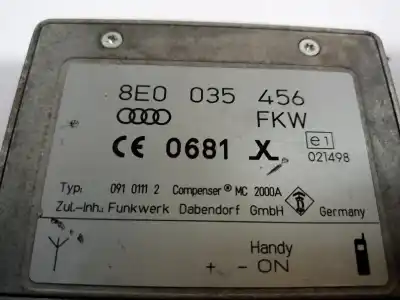 8E0 035 456
FKW
CE 0681 X
e1
021498
Typ: 091 0111 2 Compenser® MC 2000A
Zul.-Inh.: Funkwerk Dabendorf GmbH Germany
Handy
+ - ON